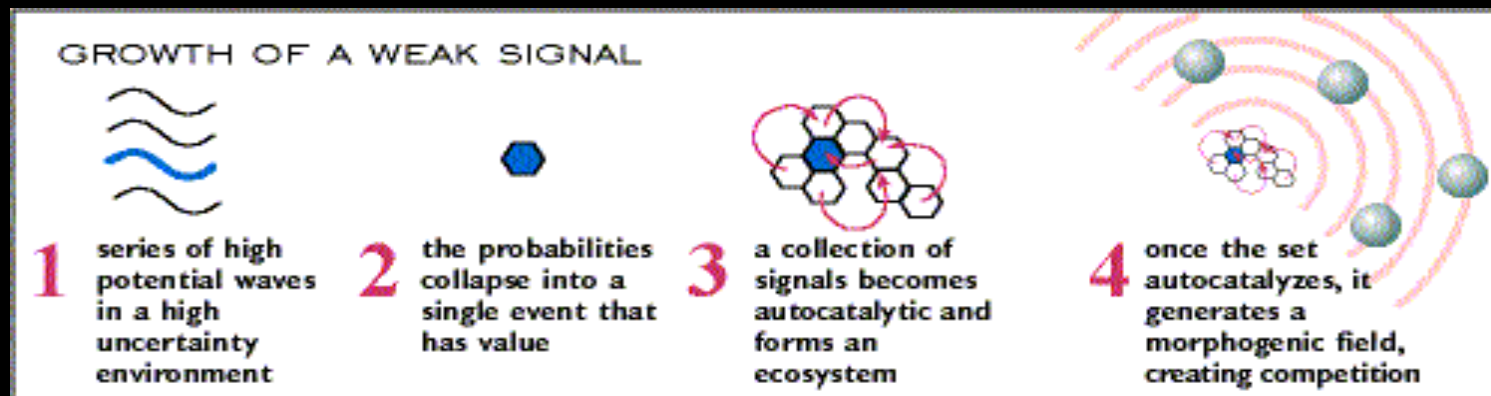 GROWTH OF A WEAK SIGNAL
1 series of high
potential waves
in a high
uncertainty
environment
2 the probabilities
collapse into a
single event that
has value
3 a collection of
signals becomes
autocatalytic and
forms an
ecosystem
4 once the set
autocatalyzes, it
generates a
morphogenic field,
creating competition